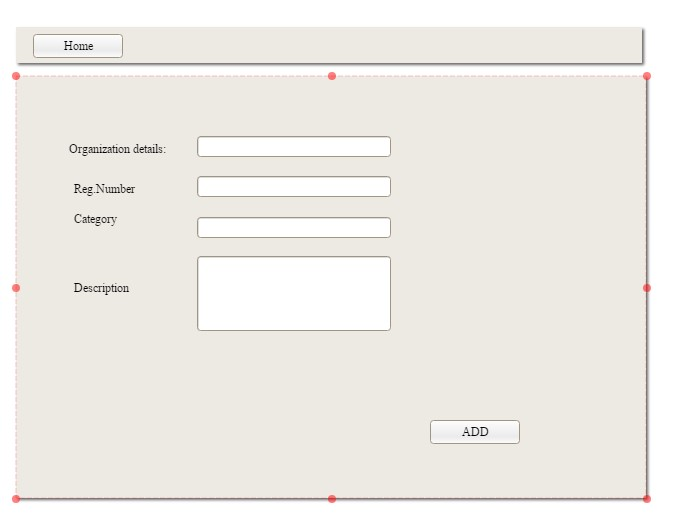 Home
Organization details:
Reg.Number
Category
Description
ADD